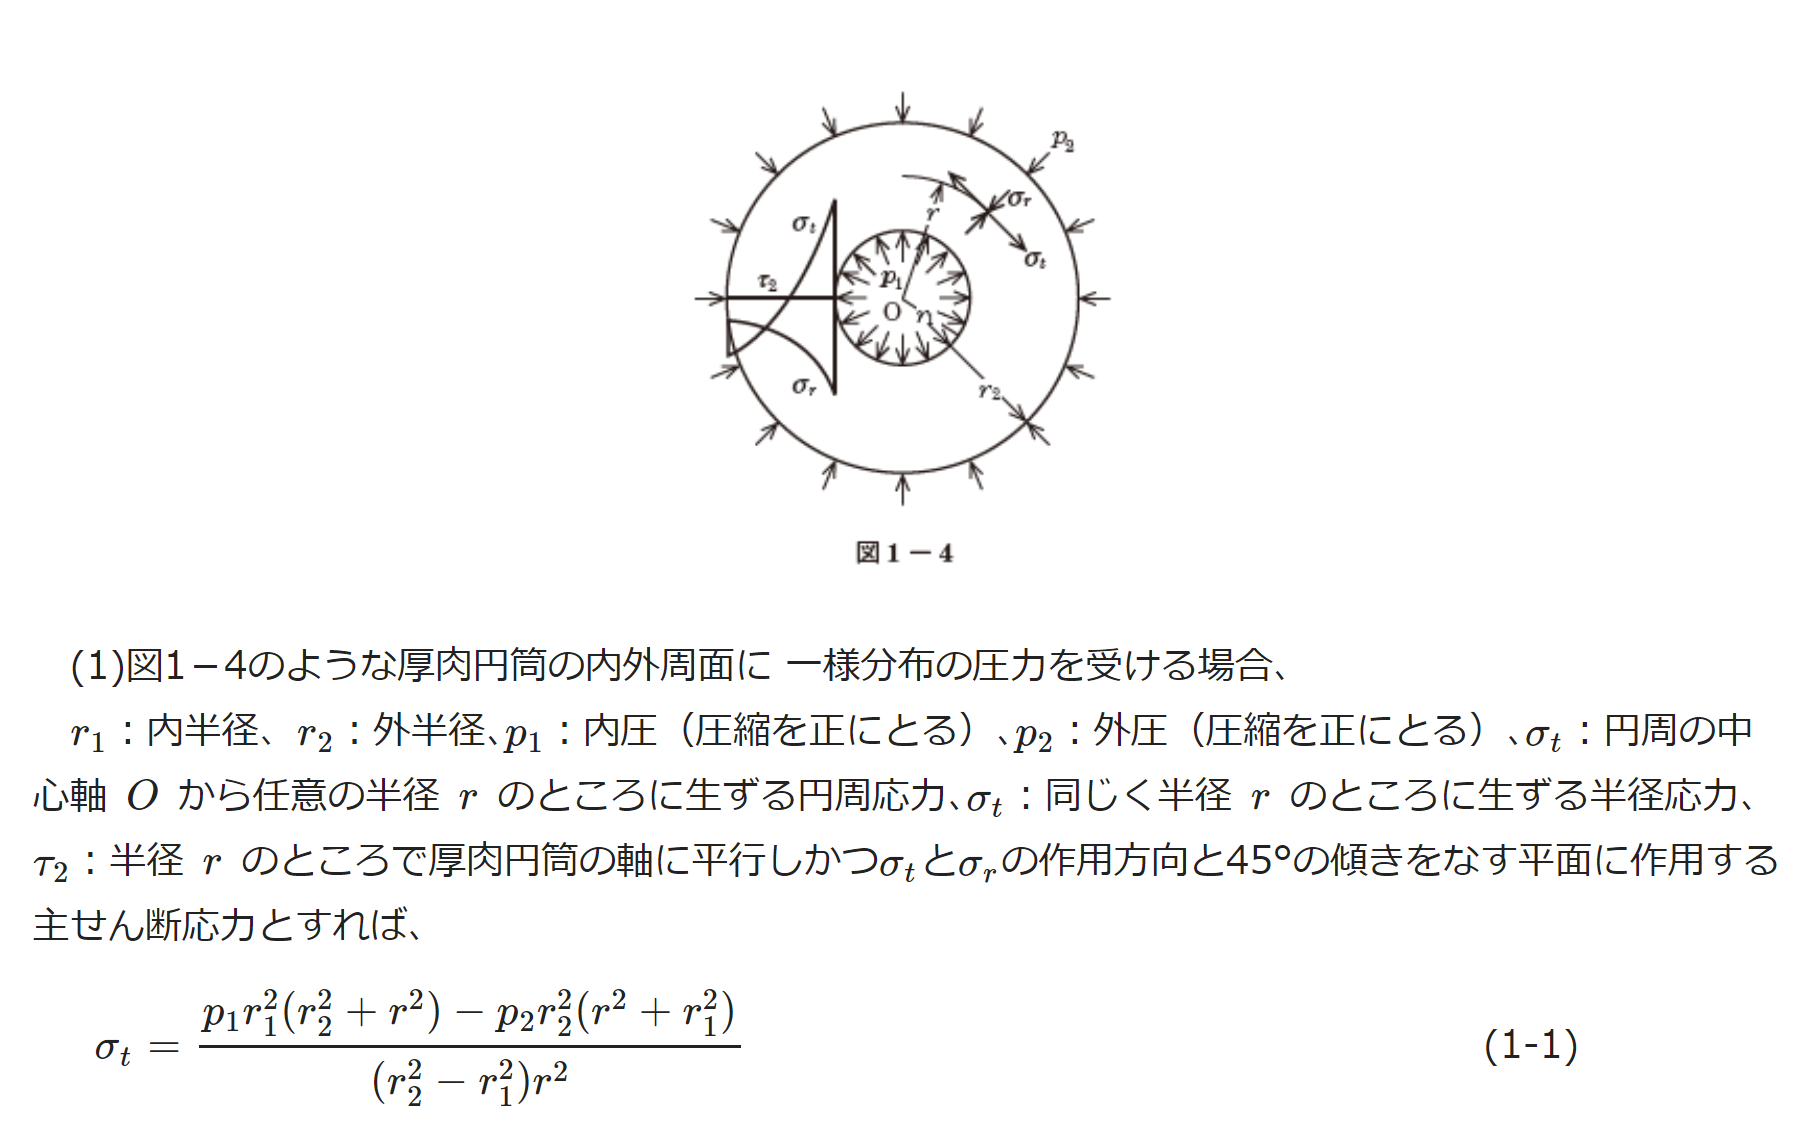 p₂
σᵣ
σₜ
r
σₜ
τ₂
p₁
O
r₁
r₂
σᵣ
図1－4
(1)図1－4のような厚肉円筒の内外周面に 一様分布の圧力を受ける場合、
r₁：内半径、r₂：外半径、p₁：内圧（圧縮を正にとる）、p₂：外圧（圧縮を正にとる）、σₜ：円周の中
心軸 O から任意の半径 r のところに生ずる円周応力、σₜ：同じく半径 r のところに生ずる半径応力、
τ₂：半径 r のところで厚肉円筒の軸に平行しかつσₜとσᵣの作用方向と45°の傾きをなす平面に作用する
主せん断応力とすれば、
σₜ = \frac{p₁r₁²(r₂² + r²) − p₂r₂²(r² + r₁²)}{(r₂² − r₁²)r²} (1-1)